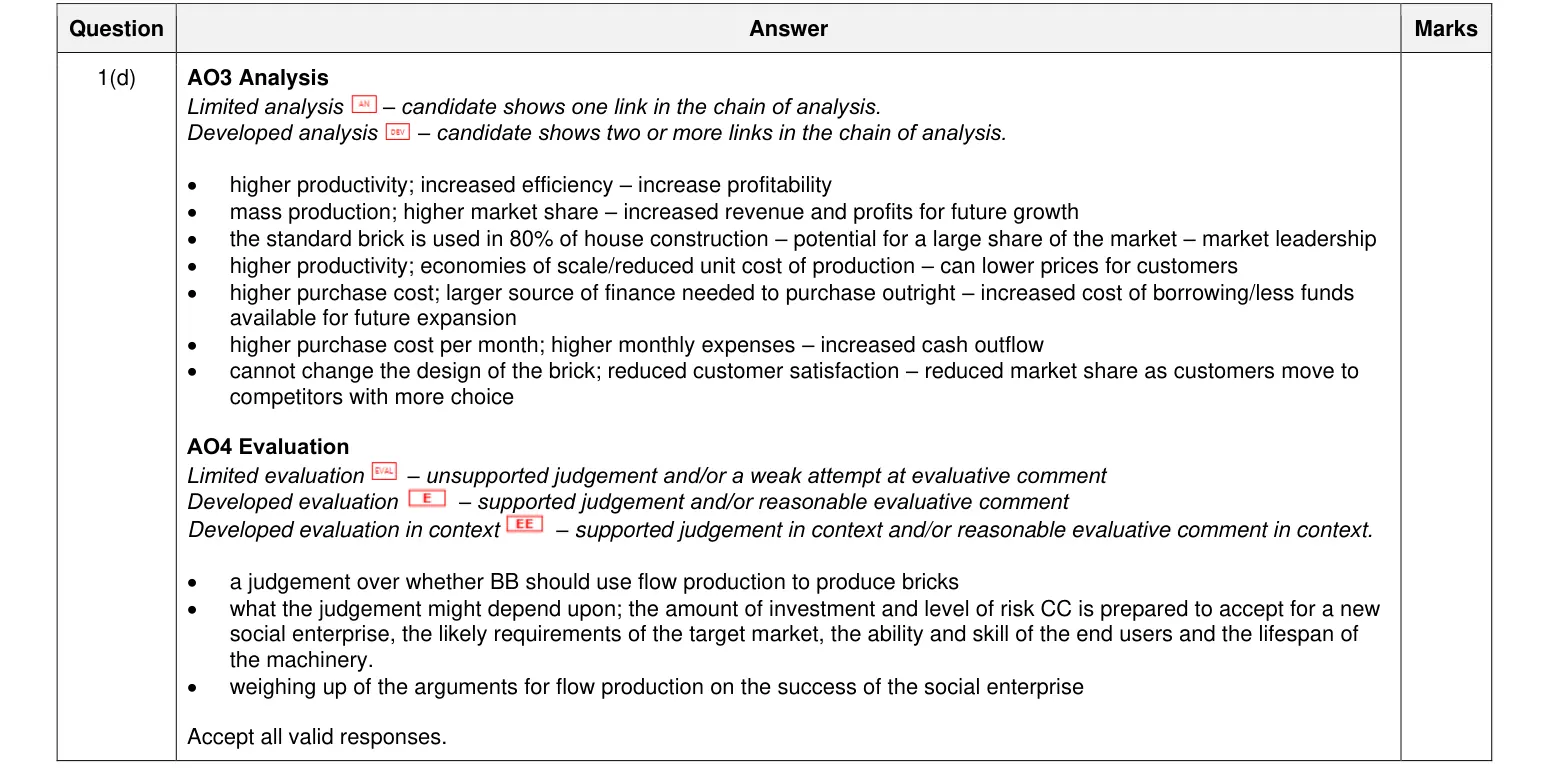 Question Answer Marks
1(d) AO3 Analysis
Limited analysis AN – candidate shows one link in the chain of analysis.
Developed analysis DEV – candidate shows two or more links in the chain of analysis.
• higher productivity; increased efficiency – increase profitability
• mass production; higher market share – increased revenue and profits for future growth
• the standard brick is used in 80% of house construction – potential for a large share of the market – market leadership
• higher productivity; economies of scale/reduced unit cost of production – can lower prices for customers
• higher purchase cost; larger source of finance needed to purchase outright – increased cost of borrowing/less funds
available for future expansion
• higher purchase cost per month; higher monthly expenses – increased cash outflow
• cannot change the design of the brick; reduced customer satisfaction – reduced market share as customers move to
competitors with more choice
AO4 Evaluation
Limited evaluation EVAL – unsupported judgement and/or a weak attempt at evaluative comment
Developed evaluation E – supported judgement and/or reasonable evaluative comment
Developed evaluation in context EE – supported judgement in context and/or reasonable evaluative comment in context.
• a judgement over whether BB should use flow production to produce bricks
• what the judgement might depend upon; the amount of investment and level of risk CC is prepared to accept for a new
social enterprise, the likely requirements of the target market, the ability and skill of the end users and the lifespan of
the machinery.
• weighing up of the arguments for flow production on the success of the social enterprise
Accept all valid responses.